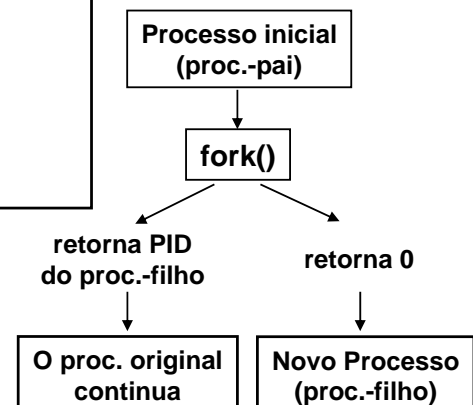 Processo inicial
(proc.-pai)
fork()
retorna PID
do proc.-filho
retorna 0
O proc. original
continua
Novo Processo
(proc.-filho)